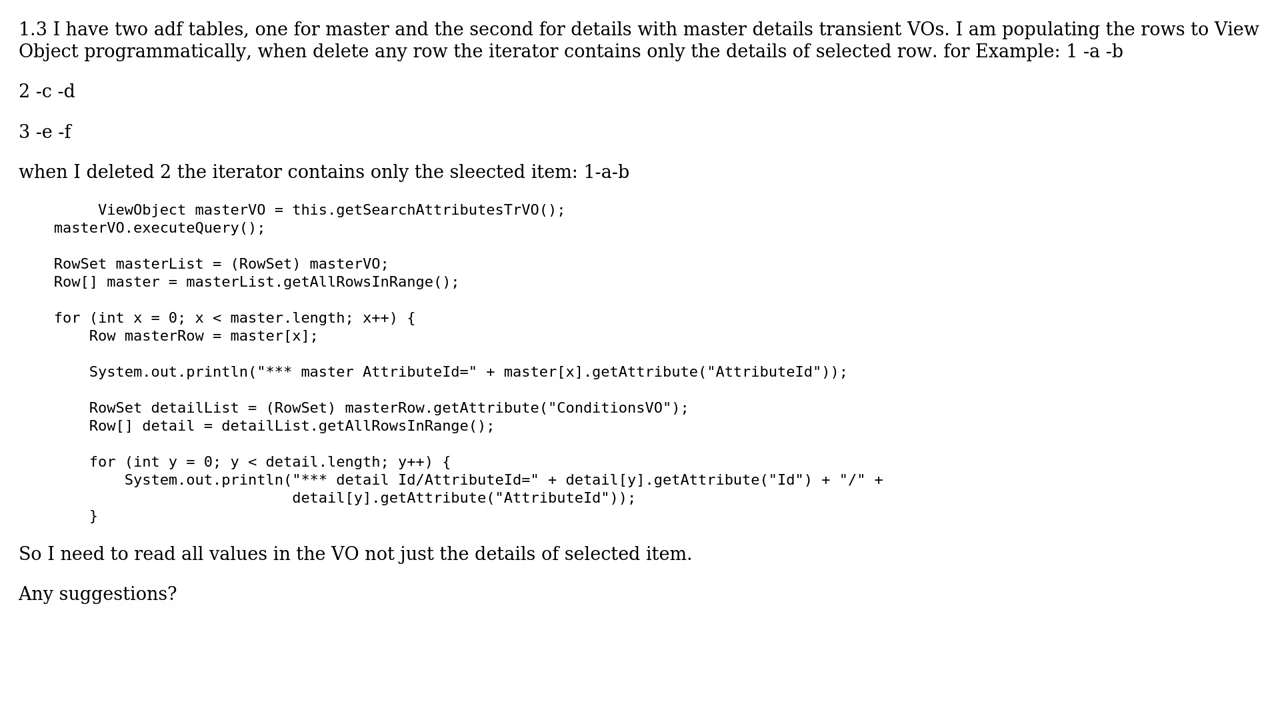 1.3 I have two adf tables, one for master and the second for details with master details transient VOs. I am populating the rows to View
Object programmatically, when delete any row the iterator contains only the details of selected row. for Example: 1 -a -b
2 -c -d
3 -e -f
when I deleted 2 the iterator contains only the sleected item: 1-a-b
     ViewObject masterVO = this.getSearchAttributesTrVO();
masterVO.executeQuery();
RowSet masterList = (RowSet) masterVO;
Row[] master = masterList.getAllRowsInRange();
for (int x = 0; x < master.length; x++) {
    Row masterRow = master[x];
    System.out.println("*** master AttributeId=" + master[x].getAttribute("AttributeId"));
    RowSet detailList = (RowSet) masterRow.getAttribute("ConditionsVO");
    Row[] detail = detailList.getAllRowsInRange();
    for (int y = 0; y < detail.length; y++) {
        System.out.println("*** detail Id/AttributeId=" + detail[y].getAttribute("Id") + "/" +
                           detail[y].getAttribute("AttributeId"));
    }
So I need to read all values in the VO not just the details of selected item.
Any suggestions?